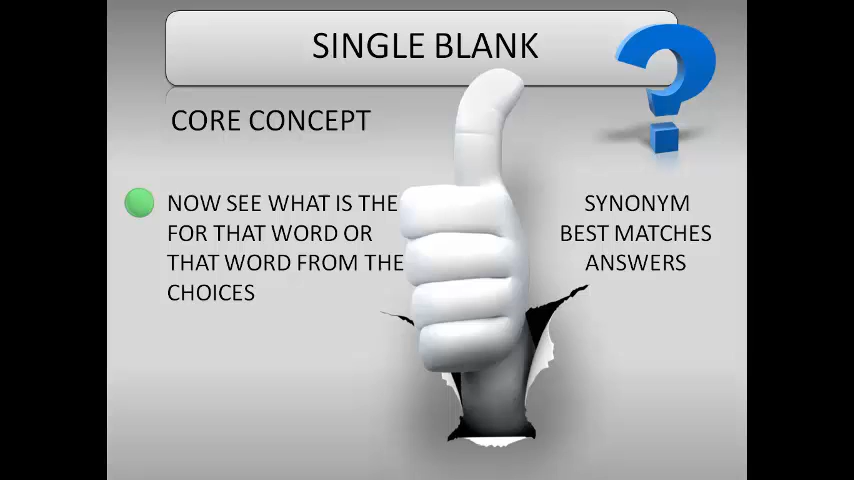 SINGLE BLANK
CORE CONCEPT
NOW SEE WHAT IS THE SYNONYM
FOR THAT WORD OR BEST MATCHES
THAT WORD FROM THE ANSWERS
CHOICES